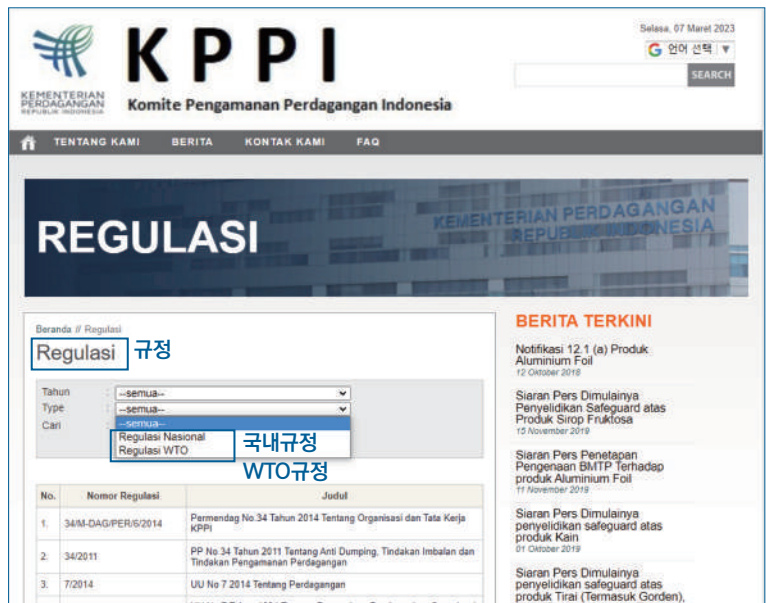 Selasa, 07 Maret 2023
언어 선택 ▼
SEARCH
KEMENTERIAN
PERDAGANGAN
REPUBLIK INDONESIA
KPPI
Komite Pengamanan Perdagangan Indonesia
TENTANG KAMI BERITA KONTAK KAMI FAQ
REGULASI
KEMENTERIAN PERDAGANGAN
REPUBLIK INDONESIA
Beranda // Regulasi
Regulasi 규정
Tahun : --semua--
Type : --semua--
Cari :
--semua--
Regulasi Nasional 국내규정
Regulasi WTO WTO규정
No. Nomor Regulasi Judul
1. 34/M-DAG/PER/6/2014 Permendag No.34 Tahun 2014 Tentang Organisasi dan Tata Kerja
KPPI
2. 34/2011 PP No.34 Tahun 2011 Tentang Anti Dumping, Tindakan Imbalan dan
Tindakan Pengamanan Perdagangan
3. 7/2014 UU No 7 2014 Tentang Perdagangan
BERITA TERKINI
Notifikasi 12.1 (a) Produk
Aluminium Foil
12 Oktober 2018
Siaran Pers Dimulainya
Penyelidikan Safeguard atas
Produk Sirop Fruktosa
15 November 2019
Siaran Pers Penetapan
Pengenaan BMTP Terhadap
produk Aluminium Foil
11 November 2019
Siaran Pers Dimulainya
penyelidikan safeguard atas
produk Kain
01 Oktober 2019
Siaran Pers Dimulainya
penyelidikan safeguard atas
produk Tirai (Termasuk Gorden),